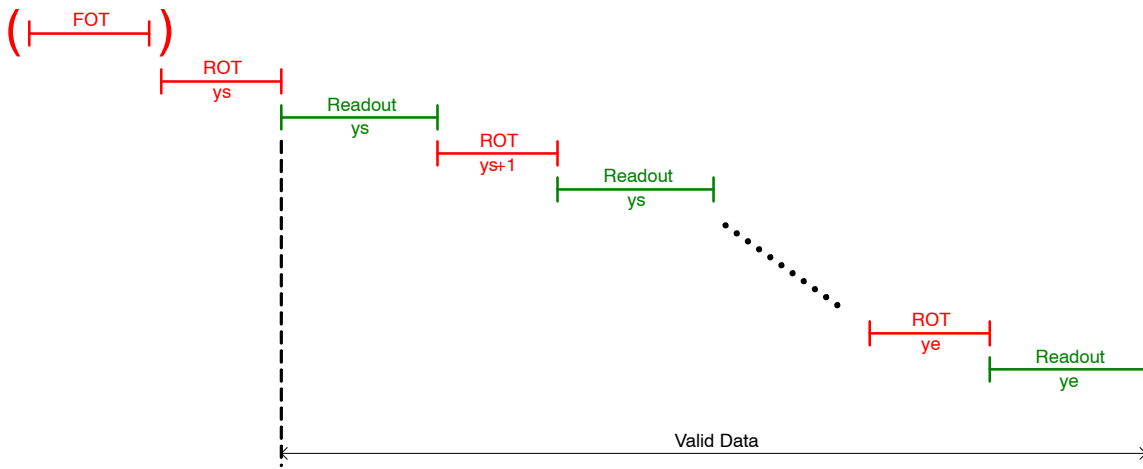 ( FOT )
ROT
ys
Readout
ys
ROT
ys+1
Readout
ys
ROT
ye
Readout
ye
Valid Data